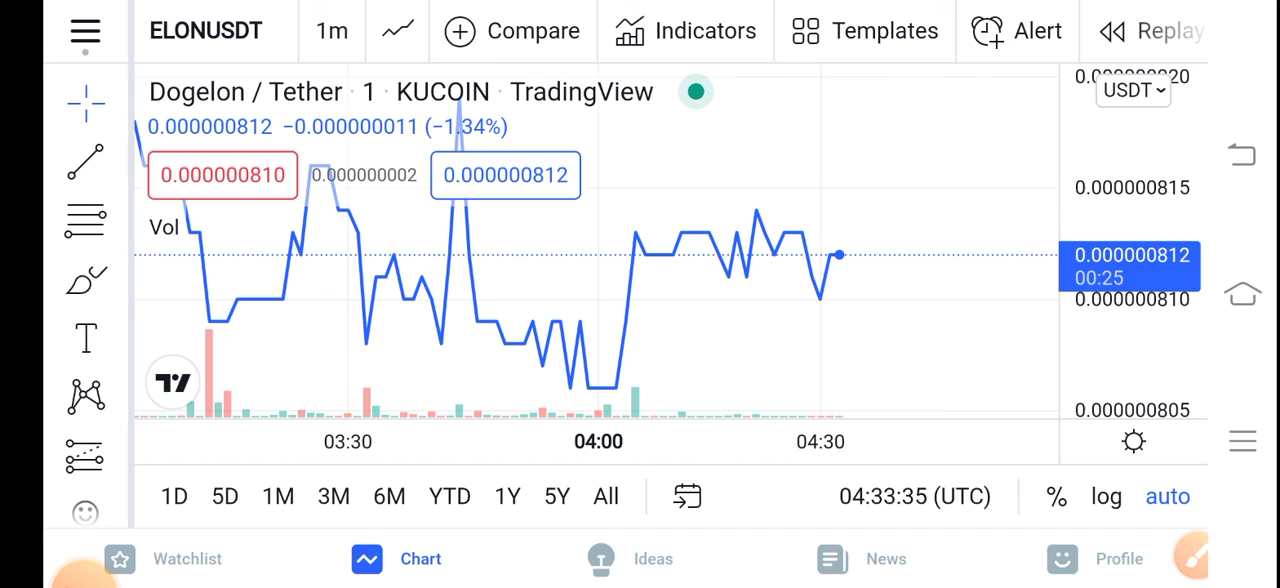 ELONUSDT 1m Compare Indicators Templates Alert Replay
Dogelon / Tether · 1 · KUCOIN · TradingView
0.000000812 −0.000000011 (−1.34%)
0.000000810 0.000000002 0.000000812
Vol
USDT
0.000000815
0.000000812
00:25
0.000000810
0.000000805
03:30 04:00 04:30
1D 5D 1M 3M 6M YTD 1Y 5Y All 04:33:35 (UTC) % log auto
Watchlist Chart Ideas News Profile